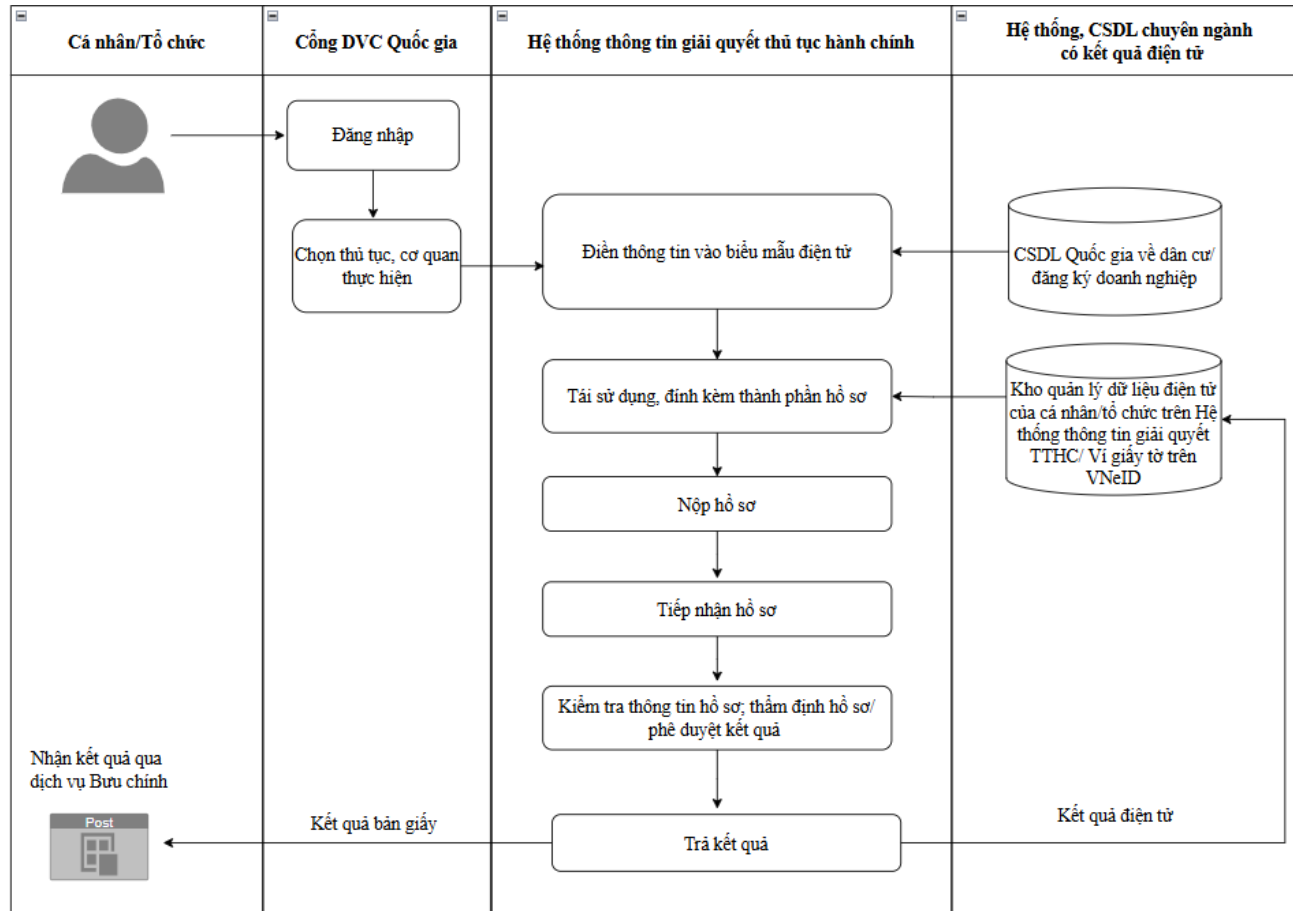 Cá nhân/Tổ chức
Cổng DVC Quốc gia
Hệ thống thông tin giải quyết thủ tục hành chính
Hệ thống, CSDL chuyên ngành
có kết quả điện tử
Đăng nhập
Chọn thủ tục, cơ quan
thực hiện
Điền thông tin vào biểu mẫu điện tử
CSDL Quốc gia về dân cư/
đăng ký doanh nghiệp
Tái sử dụng, đính kèm thành phần hồ sơ
Kho quản lý dữ liệu điện tử
của cá nhân/tổ chức trên Hệ
thống thông tin giải quyết
TTHC/ Ví giấy tờ trên
VNeID
Nộp hồ sơ
Tiếp nhận hồ sơ
Kiểm tra thông tin hồ sơ; thẩm định hồ sơ/
phê duyệt kết quả
Nhận kết quả qua
dịch vụ Bưu chính
Post
Kết quả bản giấy
Trả kết quả
Kết quả điện tử